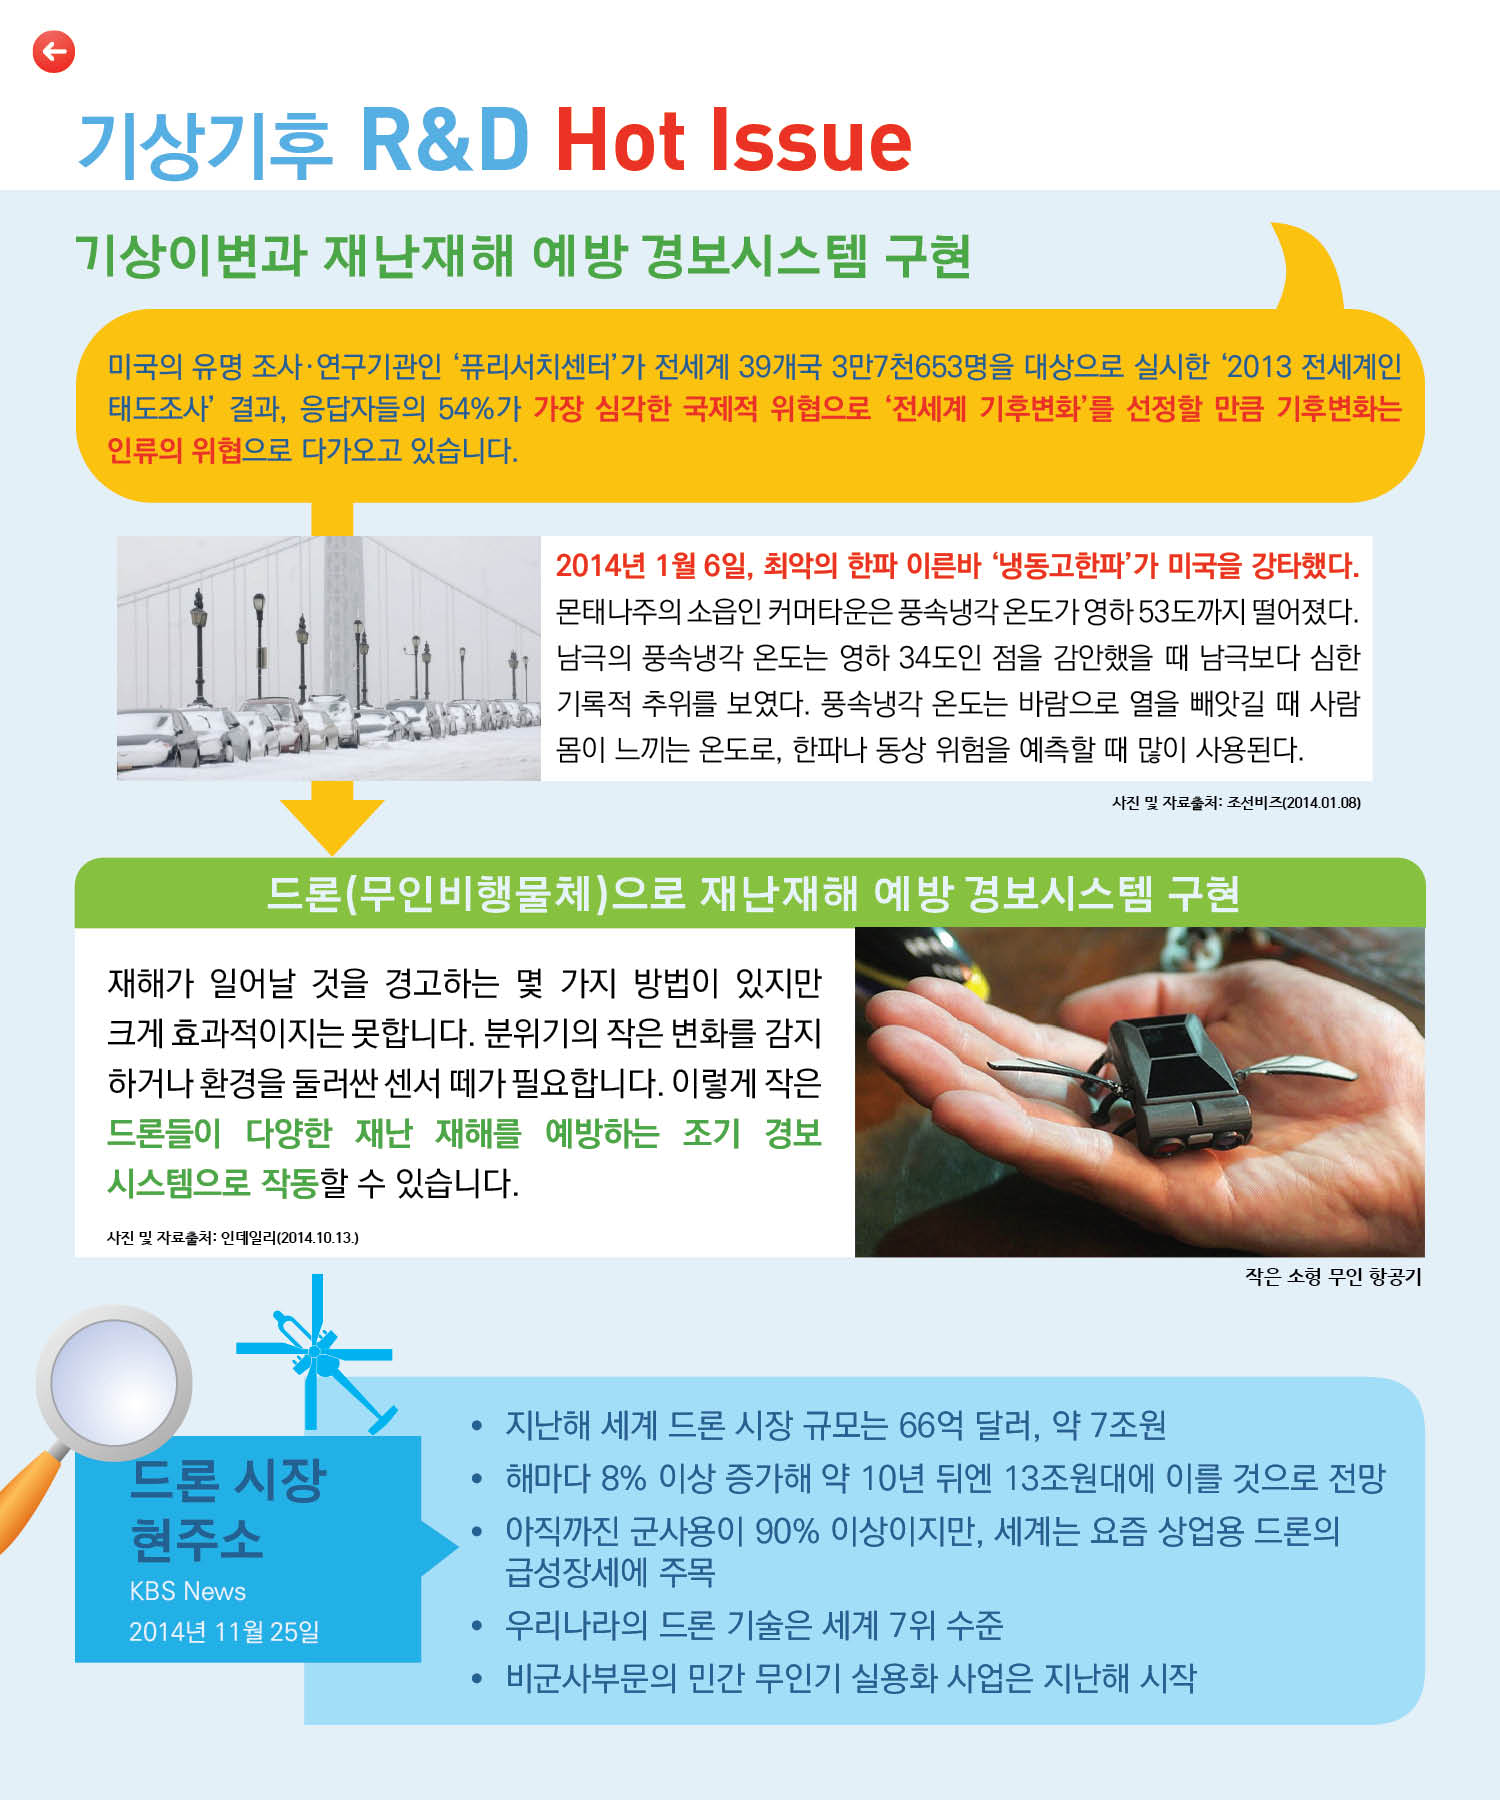 기상기후 R&D Hot Issue
기상이변과 재난재해 예방 경보시스템 구현
미국의 유명 조사·연구기관인 ‘퓨리서치센터’가 전세계 39개국 3만7천653명을 대상으로 실시한 ‘2013 전세계인
태도조사’ 결과, 응답자들의 54%가 가장 심각한 국제적 위협으로 ‘전세계 기후변화’를 선정할 만큼 기후변화는
인류의 위협으로 다가오고 있습니다.
2014년 1월 6일, 최악의 한파 이른바 ‘냉동고한파’가 미국을 강타했다.
몬태나주의 소읍인 커머타운은 풍속냉각 온도가 영하 53도까지 떨어졌다.
남극의 풍속냉각 온도는 영하 34도인 점을 감안했을 때 남극보다 심한
기록적 추위를 보였다. 풍속냉각 온도는 바람으로 열을 빼앗길 때 사람
몸이 느끼는 온도로, 한파나 동상 위험을 예측할 때 많이 사용된다.
사진 및 자료출처: 조선비즈(2014.01.08)
드론(무인비행물체)으로 재난재해 예방 경보시스템 구현
재해가 일어날 것을 경고하는 몇 가지 방법이 있지만
크게 효과적이지는 못합니다. 분위기의 작은 변화를 감지
하거나 환경을 둘러싼 센서 떼가 필요합니다. 이렇게 작은
드론들이 다양한 재난 재해를 예방하는 조기 경보
시스템으로 작동할 수 있습니다.
사진 및 자료출처: 인데일리(2014.10.13.)
작은 소형 무인 항공기
드론 시장
현주소
KBS News
2014년 11월 25일
• 지난해 세계 드론 시장 규모는 66억 달러, 약 7조원
• 해마다 8% 이상 증가해 약 10년 뒤엔 13조원대에 이를 것으로 전망
• 아직까진 군사용이 90% 이상이지만, 세계는 요즘 상업용 드론의
급성장세에 주목
• 우리나라의 드론 기술은 세계 7위 수준
• 비군사부문의 민간 무인기 실용화 사업은 지난해 시작